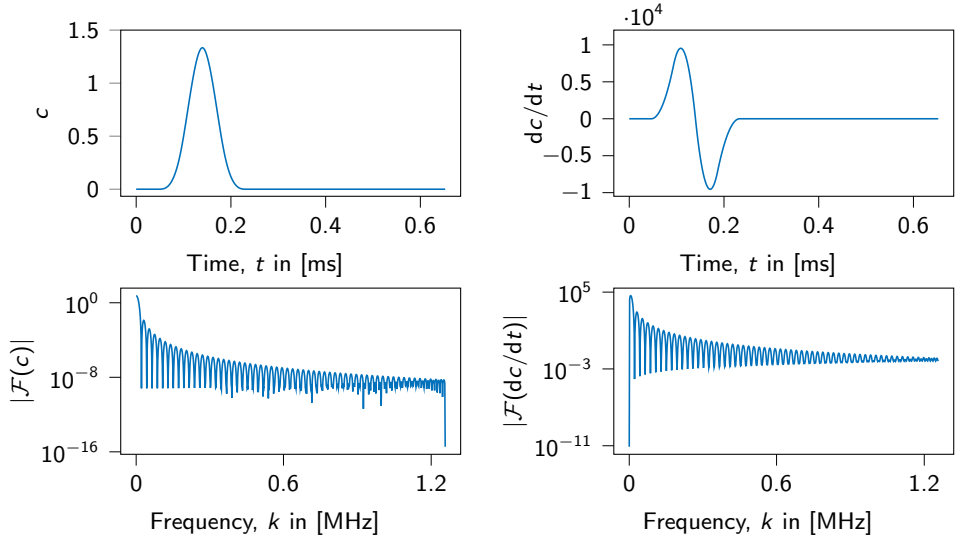 1.5
1
0.5
0
c
0 0.2 0.4 0.6
Time, t in [ms]
·10⁴
1
0.5
0
−0.5
−1
dc/dt
0 0.2 0.4 0.6
Time, t in [ms]
10⁰
10⁻⁸
10⁻¹⁶
|ℱ(c)|
0 0.6 1.2
Frequency, k in [MHz]
10⁵
10⁻³
10⁻¹¹
|ℱ(dc/dt)|
0 0.6 1.2
Frequency, k in [MHz]